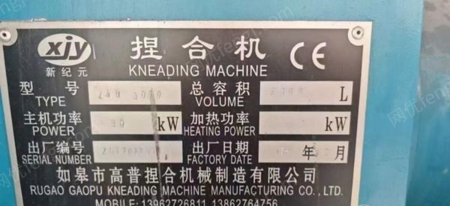 xjy
新纪元
捏合机 CE
KNEADING MACHINE
型号 总容积
TYPE VOLUME L
主机功率 加热功率
POWER kW HEATING POWER kW
出厂编号 出厂日期 年 月
SERIAL NUMBER FACTORY DATE
如皋市高普捏合机械制造有限公司
RUGAO GAOPU KNEADING MACHINE MANUFACTURING CO., LTD
MOBILE: 13962726811 13862764756